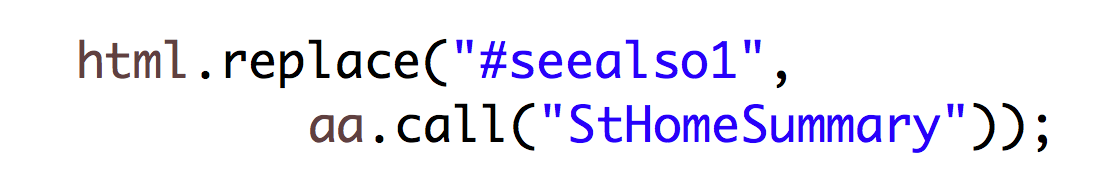 html.replace("#seealso1",
aa.call("StHomeSummary"));